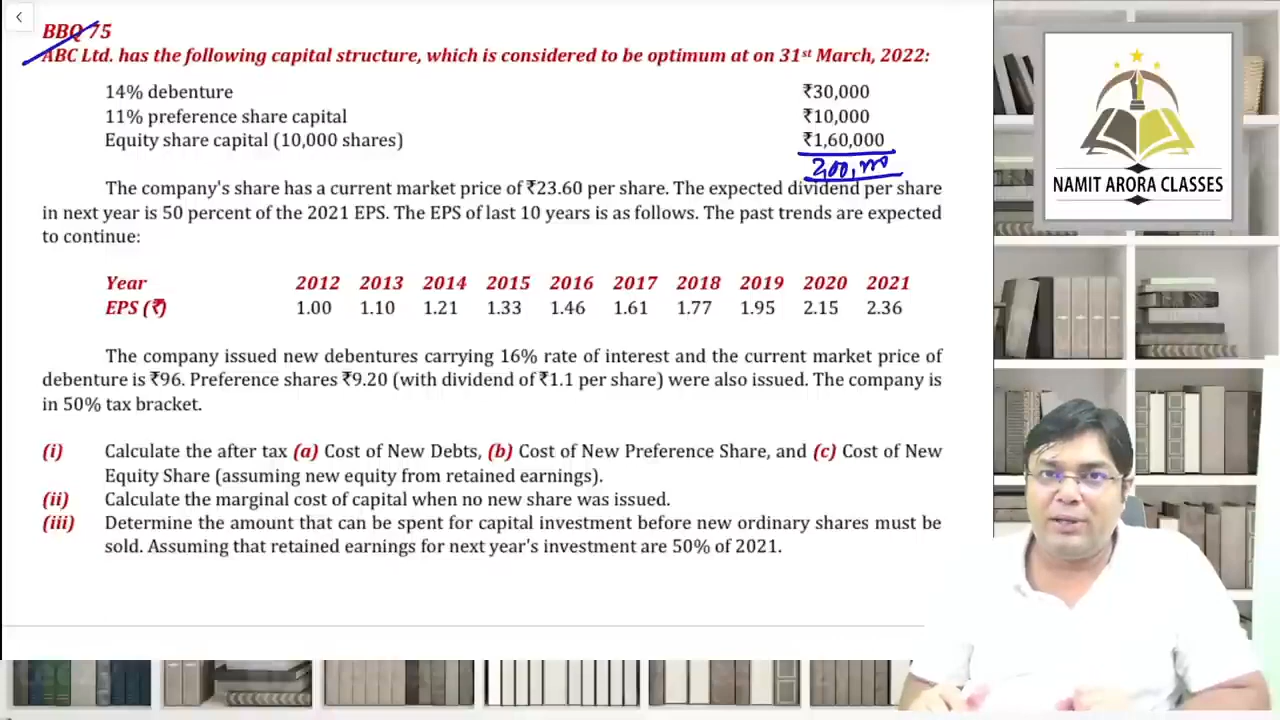 BBQ 75
ABC Ltd. has the following capital structure, which is considered to be optimum at on 31st March, 2022:
14% debenture ₹30,000
11% preference share capital ₹10,000
Equity share capital (10,000 shares) ₹1,60,000
200,000
The company's share has a current market price of ₹23.60 per share. The expected dividend per share
in next year is 50 percent of the 2021 EPS. The EPS of last 10 years is as follows. The past trends are expected
to continue:
Year 2012 2013 2014 2015 2016 2017 2018 2019 2020 2021
EPS (₹) 1.00 1.10 1.21 1.33 1.46 1.61 1.77 1.95 2.15 2.36
The company issued new debentures carrying 16% rate of interest and the current market price of
debenture is ₹96. Preference shares ₹9.20 (with dividend of ₹1.1 per share) were also issued. The company is
in 50% tax bracket.
(i) Calculate the after tax (a) Cost of New Debts, (b) Cost of New Preference Share, and (c) Cost of New
Equity Share (assuming new equity from retained earnings).
(ii) Calculate the marginal cost of capital when no new share was issued.
(iii) Determine the amount that can be spent for capital investment before new ordinary shares must be
sold. Assuming that retained earnings for next year's investment are 50% of 2021.
NAMIT ARORA CLASSES